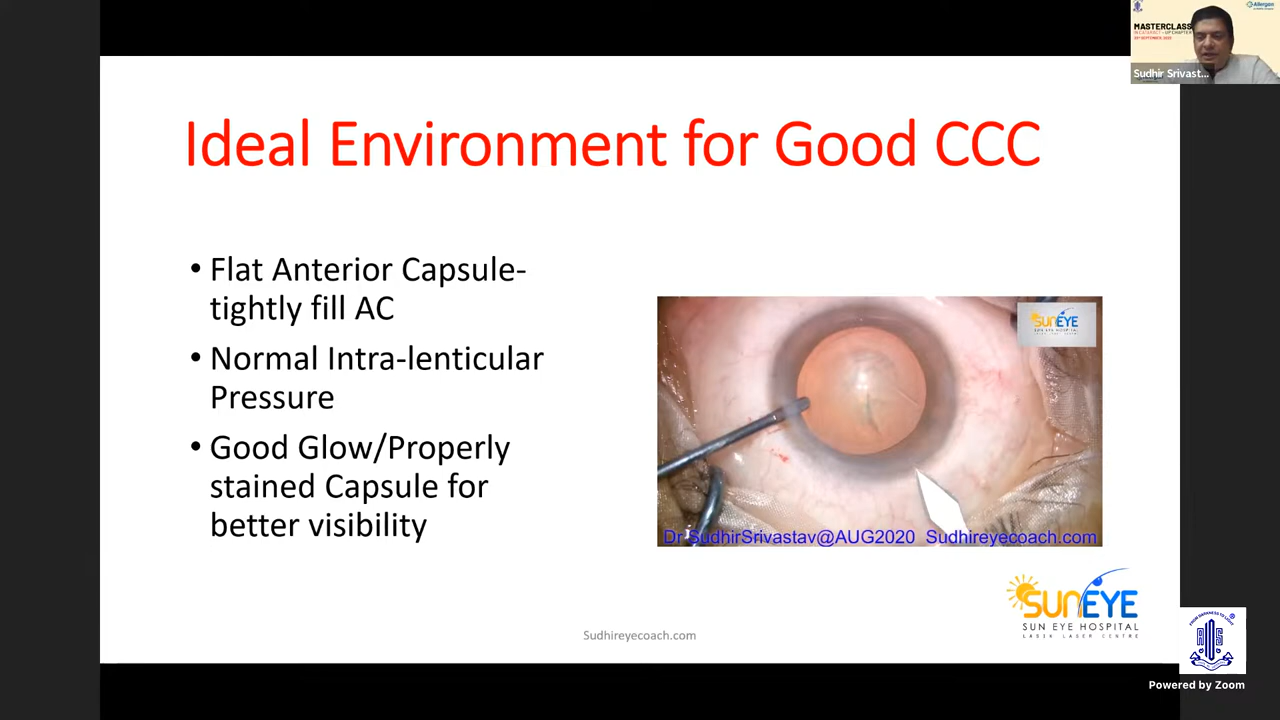 MASTERCLASS
Allergan
Sudhir Srivast...
Ideal Environment for Good CCC
• Flat Anterior Capsule-
tightly fill AC
• Normal Intra-lenticular
Pressure
• Good Glow/Properly
stained Capsule for
better visibility
SUNEYE
SUN EYE HOSPITAL
Dr.SudhirSrivastav@AUG2020 Sudhireyecoach.com
SUNEYE
SUN EYE HOSPITAL
LASIK LASER CENTRE
Sudhireyecoach.com
Powered by Zoom